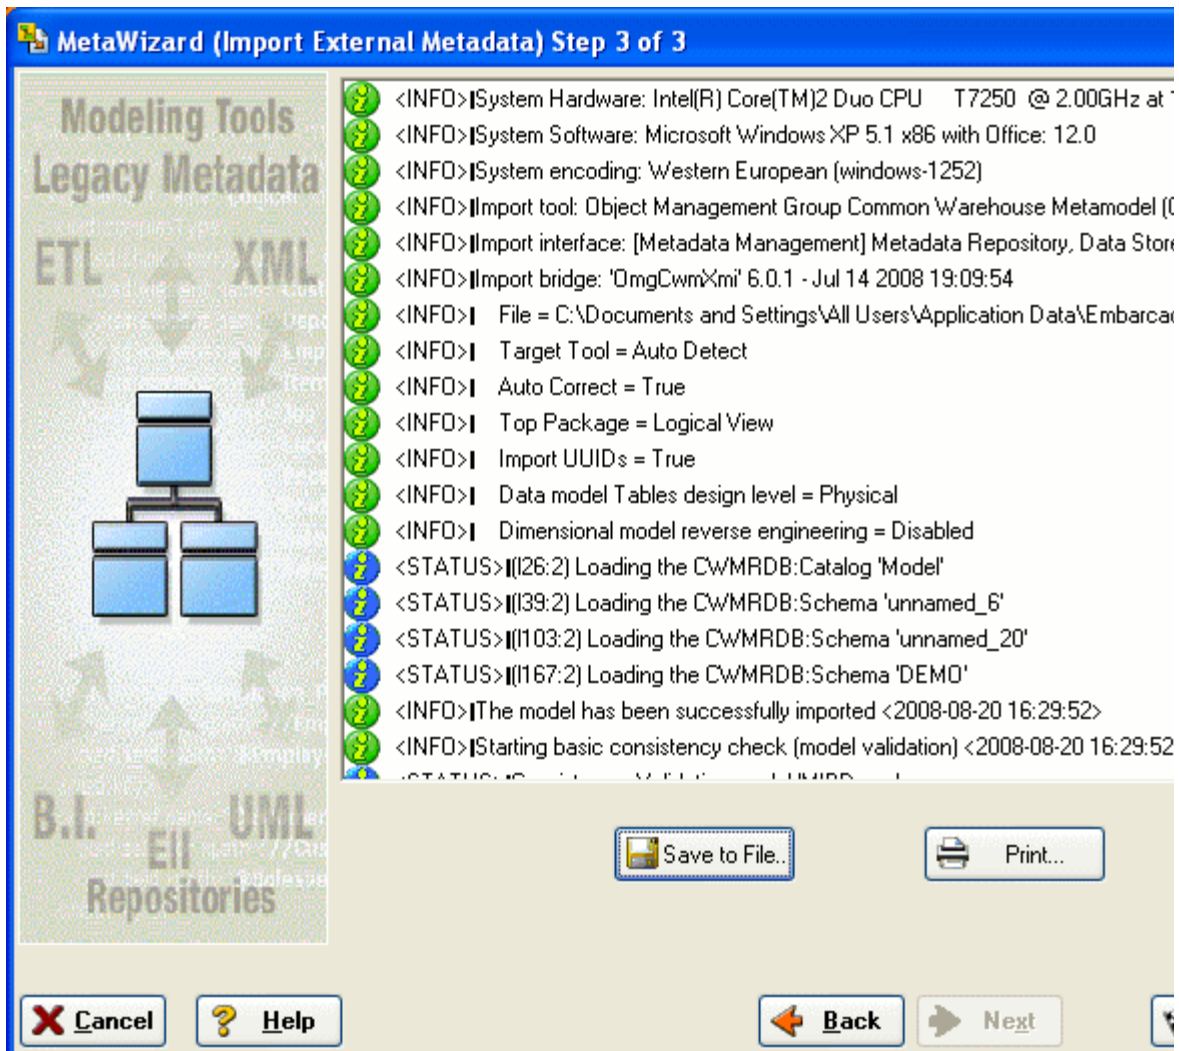 MetaWizard (Import External Metadata) Step 3 of 3
Modeling Tools
Legacy Metadata
ETL XML
B.I. UML
EII
Repositories
<INFO> System Hardware: Intel(R) Core(TM)2 Duo CPU T7250 @ 2.00GHz at
<INFO> System Software: Microsoft Windows XP 5.1 x86 with Office: 12.0
<INFO> System encoding: Western European (windows-1252)
<INFO> Import tool: Object Management Group Common Warehouse Metamodel
<INFO> Import interface: [Metadata Management] Metadata Repository, Data Store
<INFO> Import bridge: 'OmgCwmXmi' 6.0.1 - Jul 14 2008 19:09:54
<INFO> File = C:\Documents and Settings\All Users\Application Data\Embarcad
<INFO> Target Tool = Auto Detect
<INFO> Auto Correct = True
<INFO> Top Package = Logical View
<INFO> Import UUIDs = True
<INFO> Data model Tables design level = Physical
<INFO> Dimensional model reverse engineering = Disabled
<STATUS> (l26:2) Loading the CWMRDB:Catalog 'Model'
<STATUS> (l39:2) Loading the CWMRDB:Schema 'unnamed_6'
<STATUS> (l103:2) Loading the CWMRDB:Schema 'unnamed_20'
<STATUS> (l167:2) Loading the CWMRDB:Schema 'DEMO'
<INFO> The model has been successfully imported <2008-08-20 16:29:52>
<INFO> Starting basic consistency check (model validation) <2008-08-20 16:29:52
Save to File.. Print...
Cancel Help Back Next